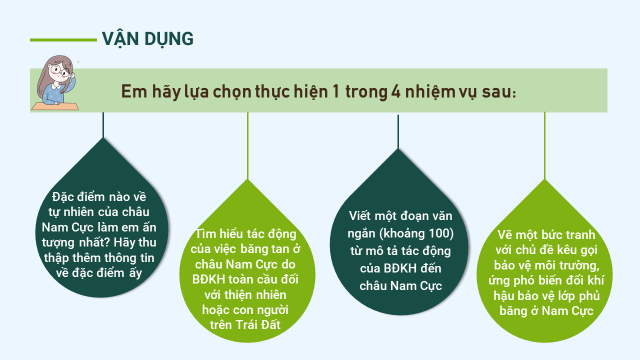 VẬN DỤNG
Em hãy lựa chọn thực hiện 1 trong 4 nhiệm vụ sau:
Đặc điểm nào về
tự nhiên của châu
Nam Cực làm em ấn
tượng nhất? Hãy thu
thập thêm thông tin
về đặc điểm ấy
Tìm hiểu tác động
của việc băng tan ở
châu Nam Cực do
BĐKH toàn cầu đối
với thiện nhiên
hoặc con người
trên Trái Đất
Viết một đoạn văn
ngắn (khoảng 100)
từ mô tả tác động
của BĐKH đến
châu Nam Cực
Vẽ một bức tranh
với chủ đề kêu gọi
bảo vệ môi trường,
ứng phó biến đổi khí
hậu bảo vệ lớp phủ
băng ở Nam Cực